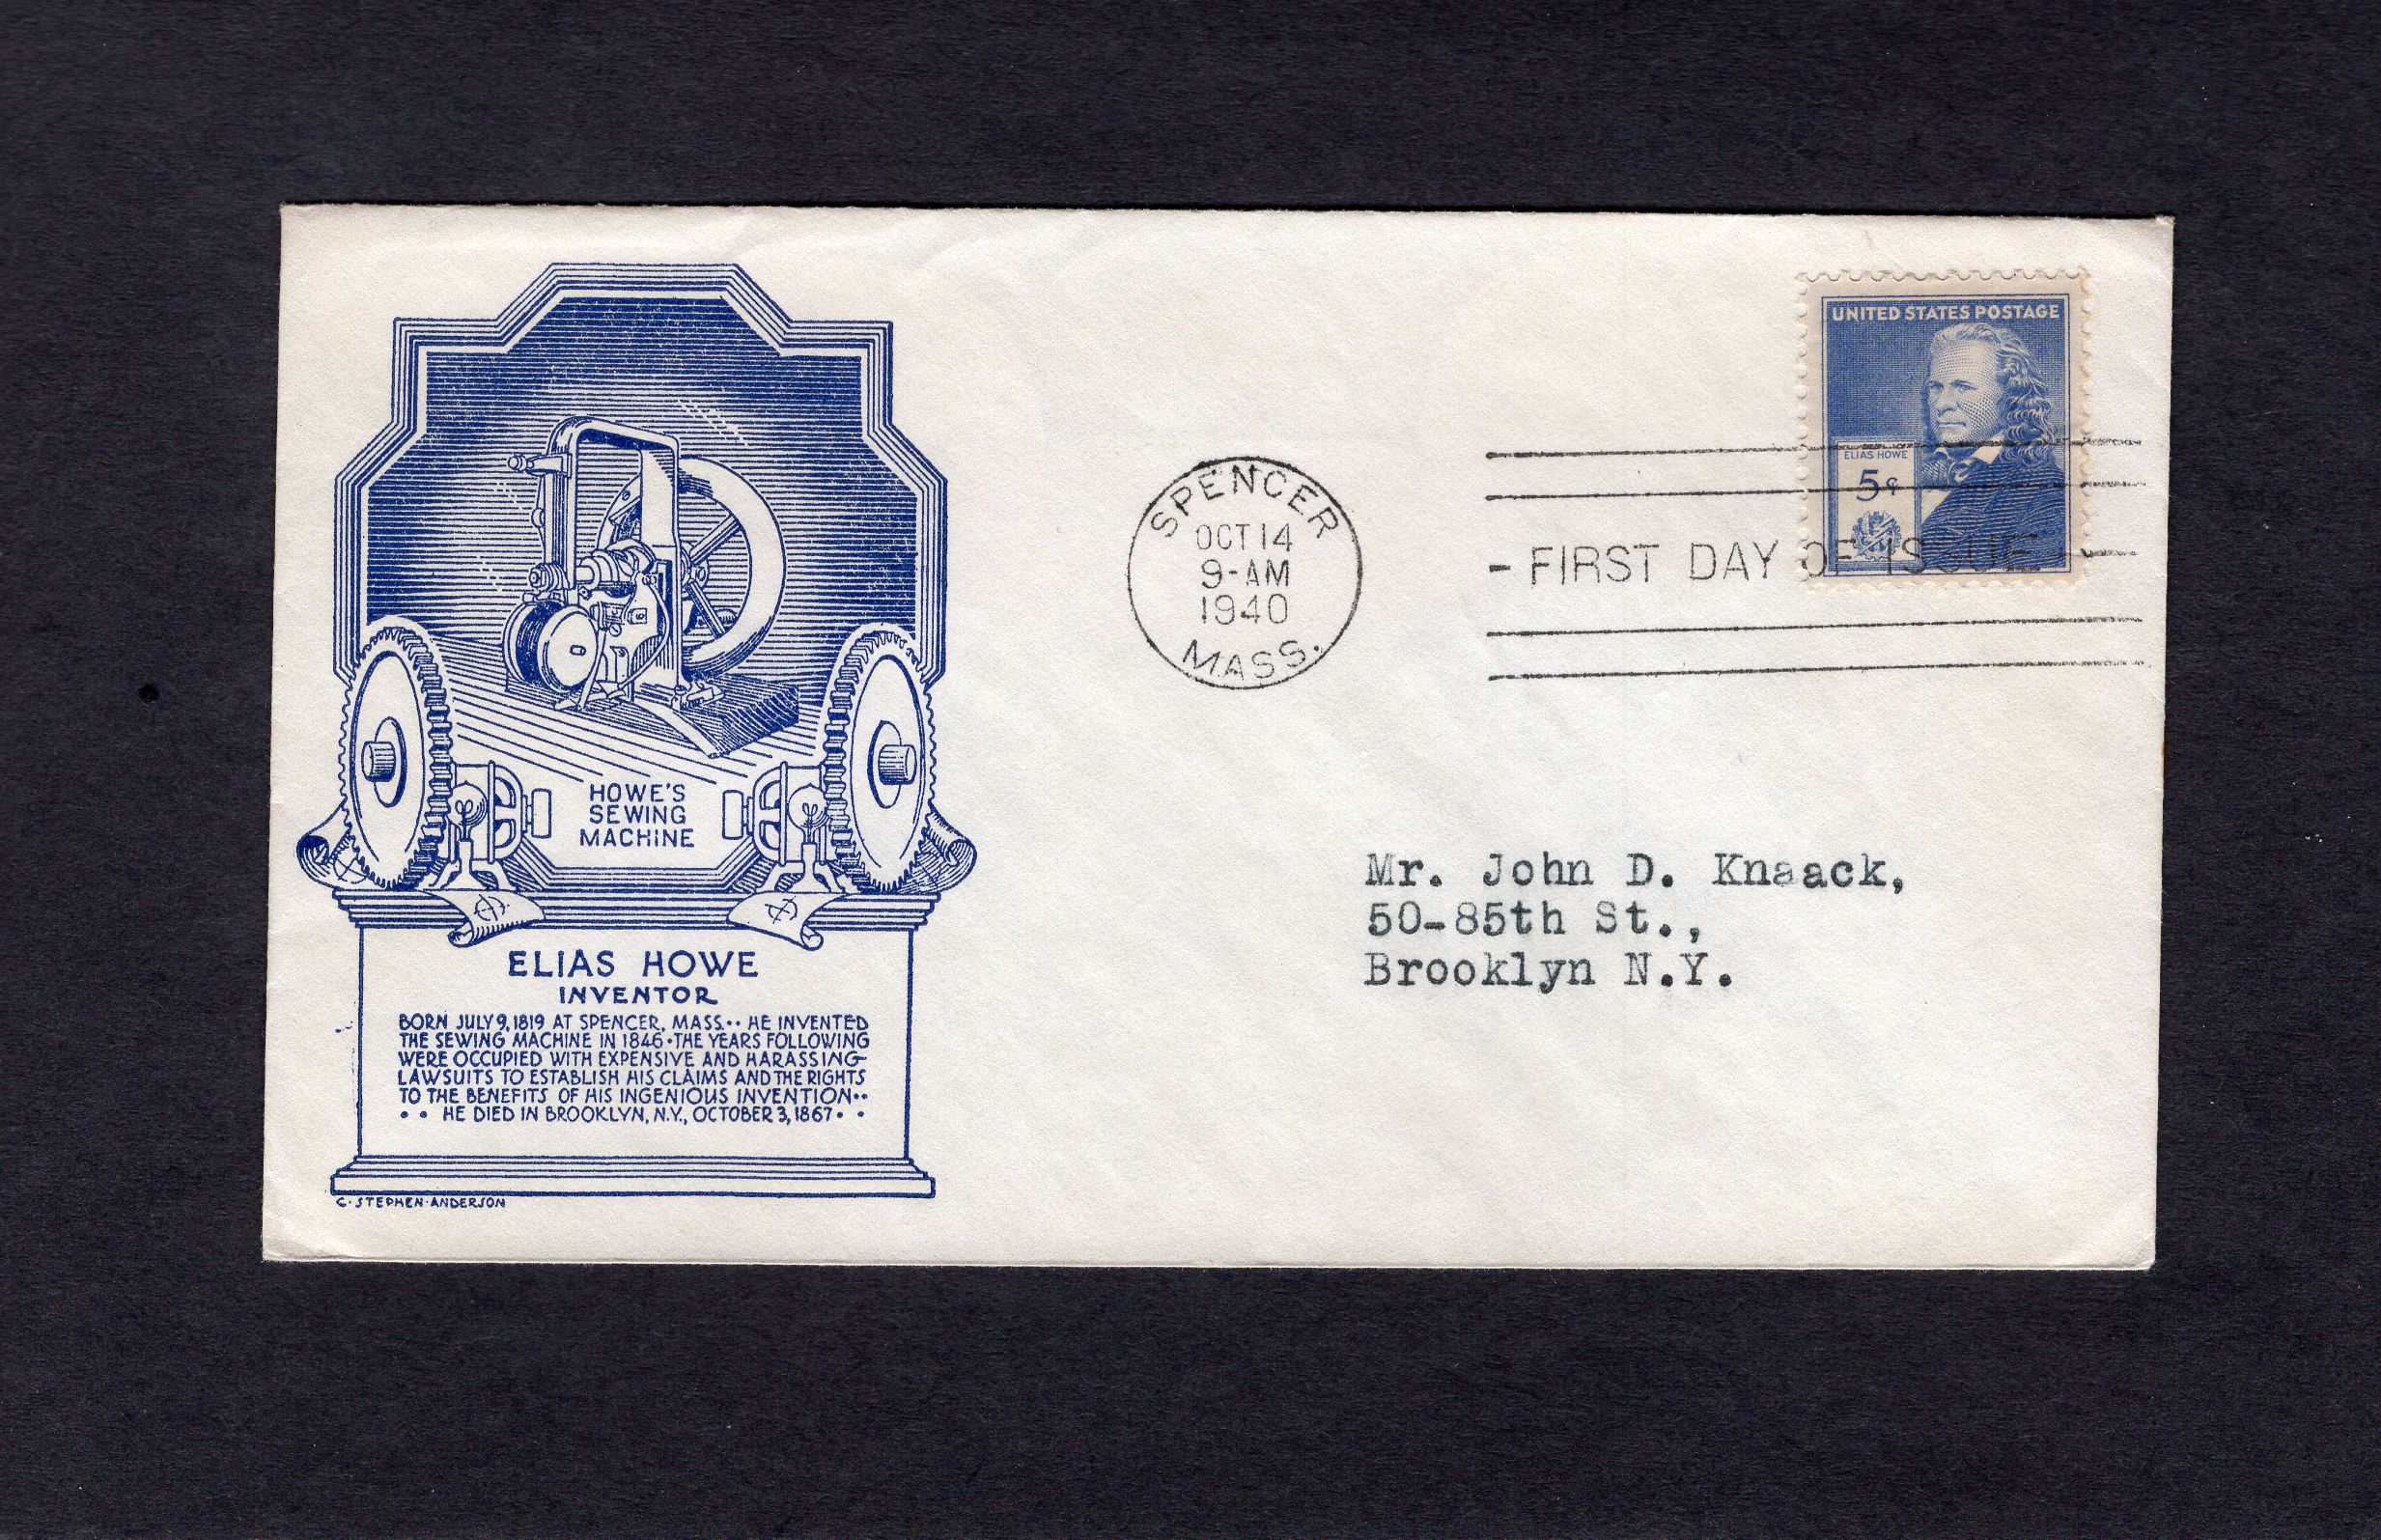 HOWE'S
SEWING
MACHINE
ELIAS HOWE
INVENTOR
BORN JULY 9, 1819 AT SPENCER, MASS•• HE INVENTED
THE SEWING MACHINE IN 1846•THE YEARS FOLLOWING
WERE OCCUPIED WITH EXPENSIVE AND HARASSING
LAWSUITS TO ESTABLISH HIS CLAIMS AND THE RIGHTS
TO THE BENEFITS OF HIS INGENIOUS INVENTION••
•• HE DIED IN BROOKLYN, N.Y., OCTOBER 3, 1867••
C•STEPHEN•ANDERSON
SPENCER
OCT 14
9-AM
1940
MASS.
UNITED STATES POSTAGE
ELIAS HOWE
5¢
- FIRST DAY OF ISSUE -
Mr. John D. Knaack,
50-85th St.,
Brooklyn N.Y.